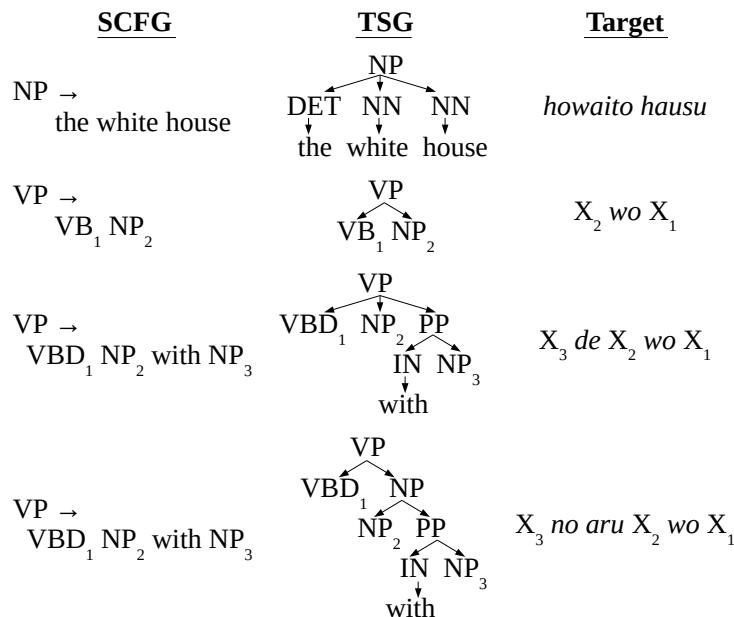 SCFG TSG Target
NP →
the white house
NP
DET NN NN
the white house
howaito hausu
VP →
VB₁ NP₂
VP
VB₁ NP₂
X₂ wo X₁
VP →
VBD₁ NP₂ with NP₃
VP
VBD₁ NP₂ PP
IN NP₃
with
X₃ de X₂ wo X₁
VP →
VBD₁ NP₂ with NP₃
VP
VBD₁ NP
NP₂ PP
IN NP₃
with
X₃ no aru X₂ wo X₁